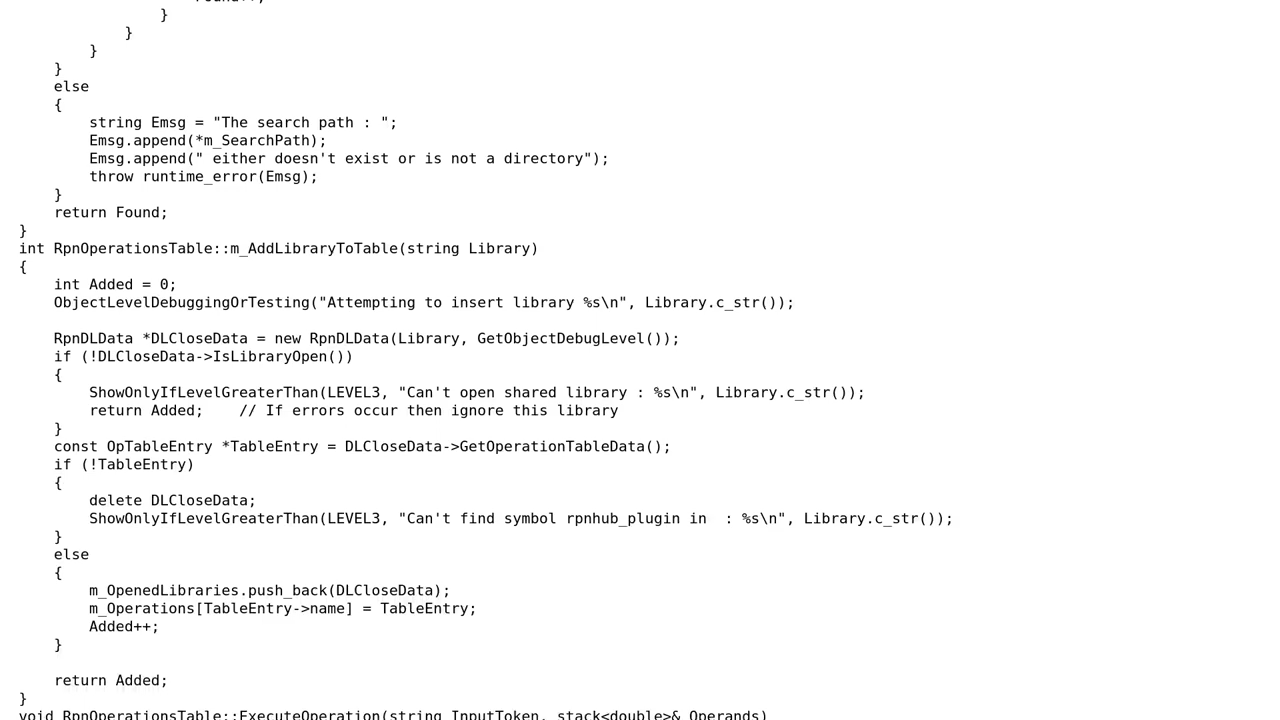 Found++;
                }
            }
        }
    }
    else
    {
        string Emsg = "The search path : ";
        Emsg.append(*m_SearchPath);
        Emsg.append(" either doesn't exist or is not a directory");
        throw runtime_error(Emsg);
    }
    return Found;
}
int RpnOperationsTable::m_AddLibraryToTable(string Library)
{
    int Added = 0;
    ObjectLevelDebuggingOrTesting("Attempting to insert library %s\n", Library.c_str());

    RpnDLData *DLCloseData = new RpnDLData(Library, GetObjectDebugLevel());
    if (!DLCloseData->IsLibraryOpen())
    {
        ShowOnlyIfLevelGreaterThan(LEVEL3, "Can't open shared library : %s\n", Library.c_str());
        return Added;    // If errors occur then ignore this library
    }
    const OpTableEntry *TableEntry = DLCloseData->GetOperationTableData();
    if (!TableEntry)
    {
        delete DLCloseData;
        ShowOnlyIfLevelGreaterThan(LEVEL3, "Can't find symbol rpnhub_plugin in  : %s\n", Library.c_str());
    }
    else
    {
        m_OpenedLibraries.push_back(DLCloseData);
        m_Operations[TableEntry->name] = TableEntry;
        Added++;
    }

    return Added;
}
void RpnOperationsTable::ExecuteOperation(string InputToken, stack<double>& Operands)